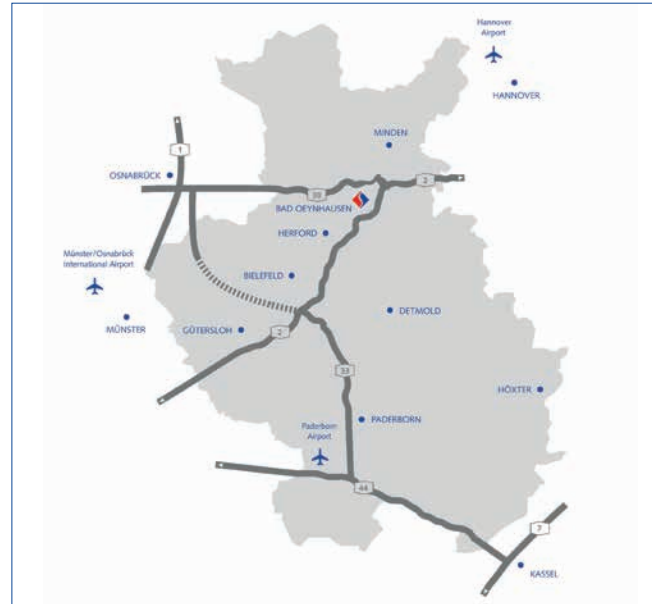 Hannover
Airport
HANNOVER
MINDEN
1
OSNABRÜCK
30
2
BAD OEYNHAUSEN
HERFORD
Münster/Osnabrück
International Airport
BIELEFELD
MÜNSTER
GÜTERSLOH
2
DETMOLD
33
HÖXTER
PADERBORN
Paderborn
Airport
44
7
KASSEL